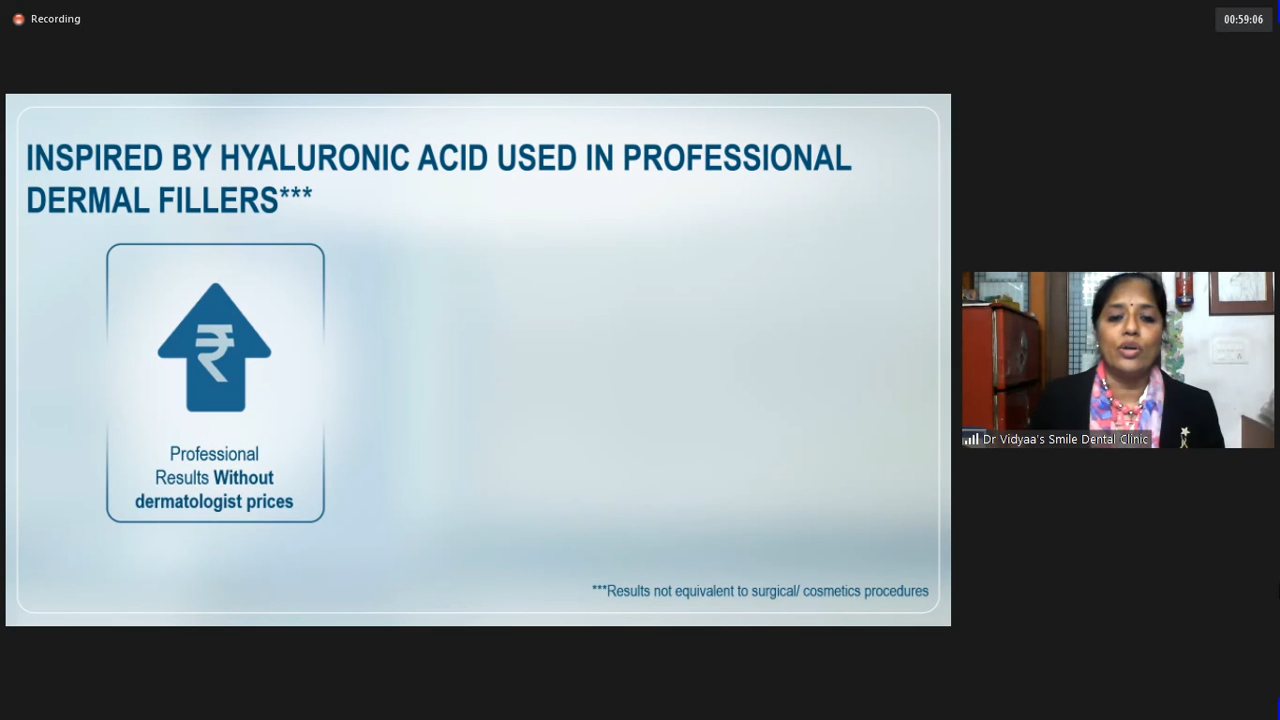 Recording
00:59:06
INSPIRED BY HYALURONIC ACID USED IN PROFESSIONAL
DERMAL FILLERS***
₹
Professional
Results Without
dermatologist prices
***Results not equivalent to surgical/ cosmetics procedures
Dr Vidyaa's Smile Dental Clinic